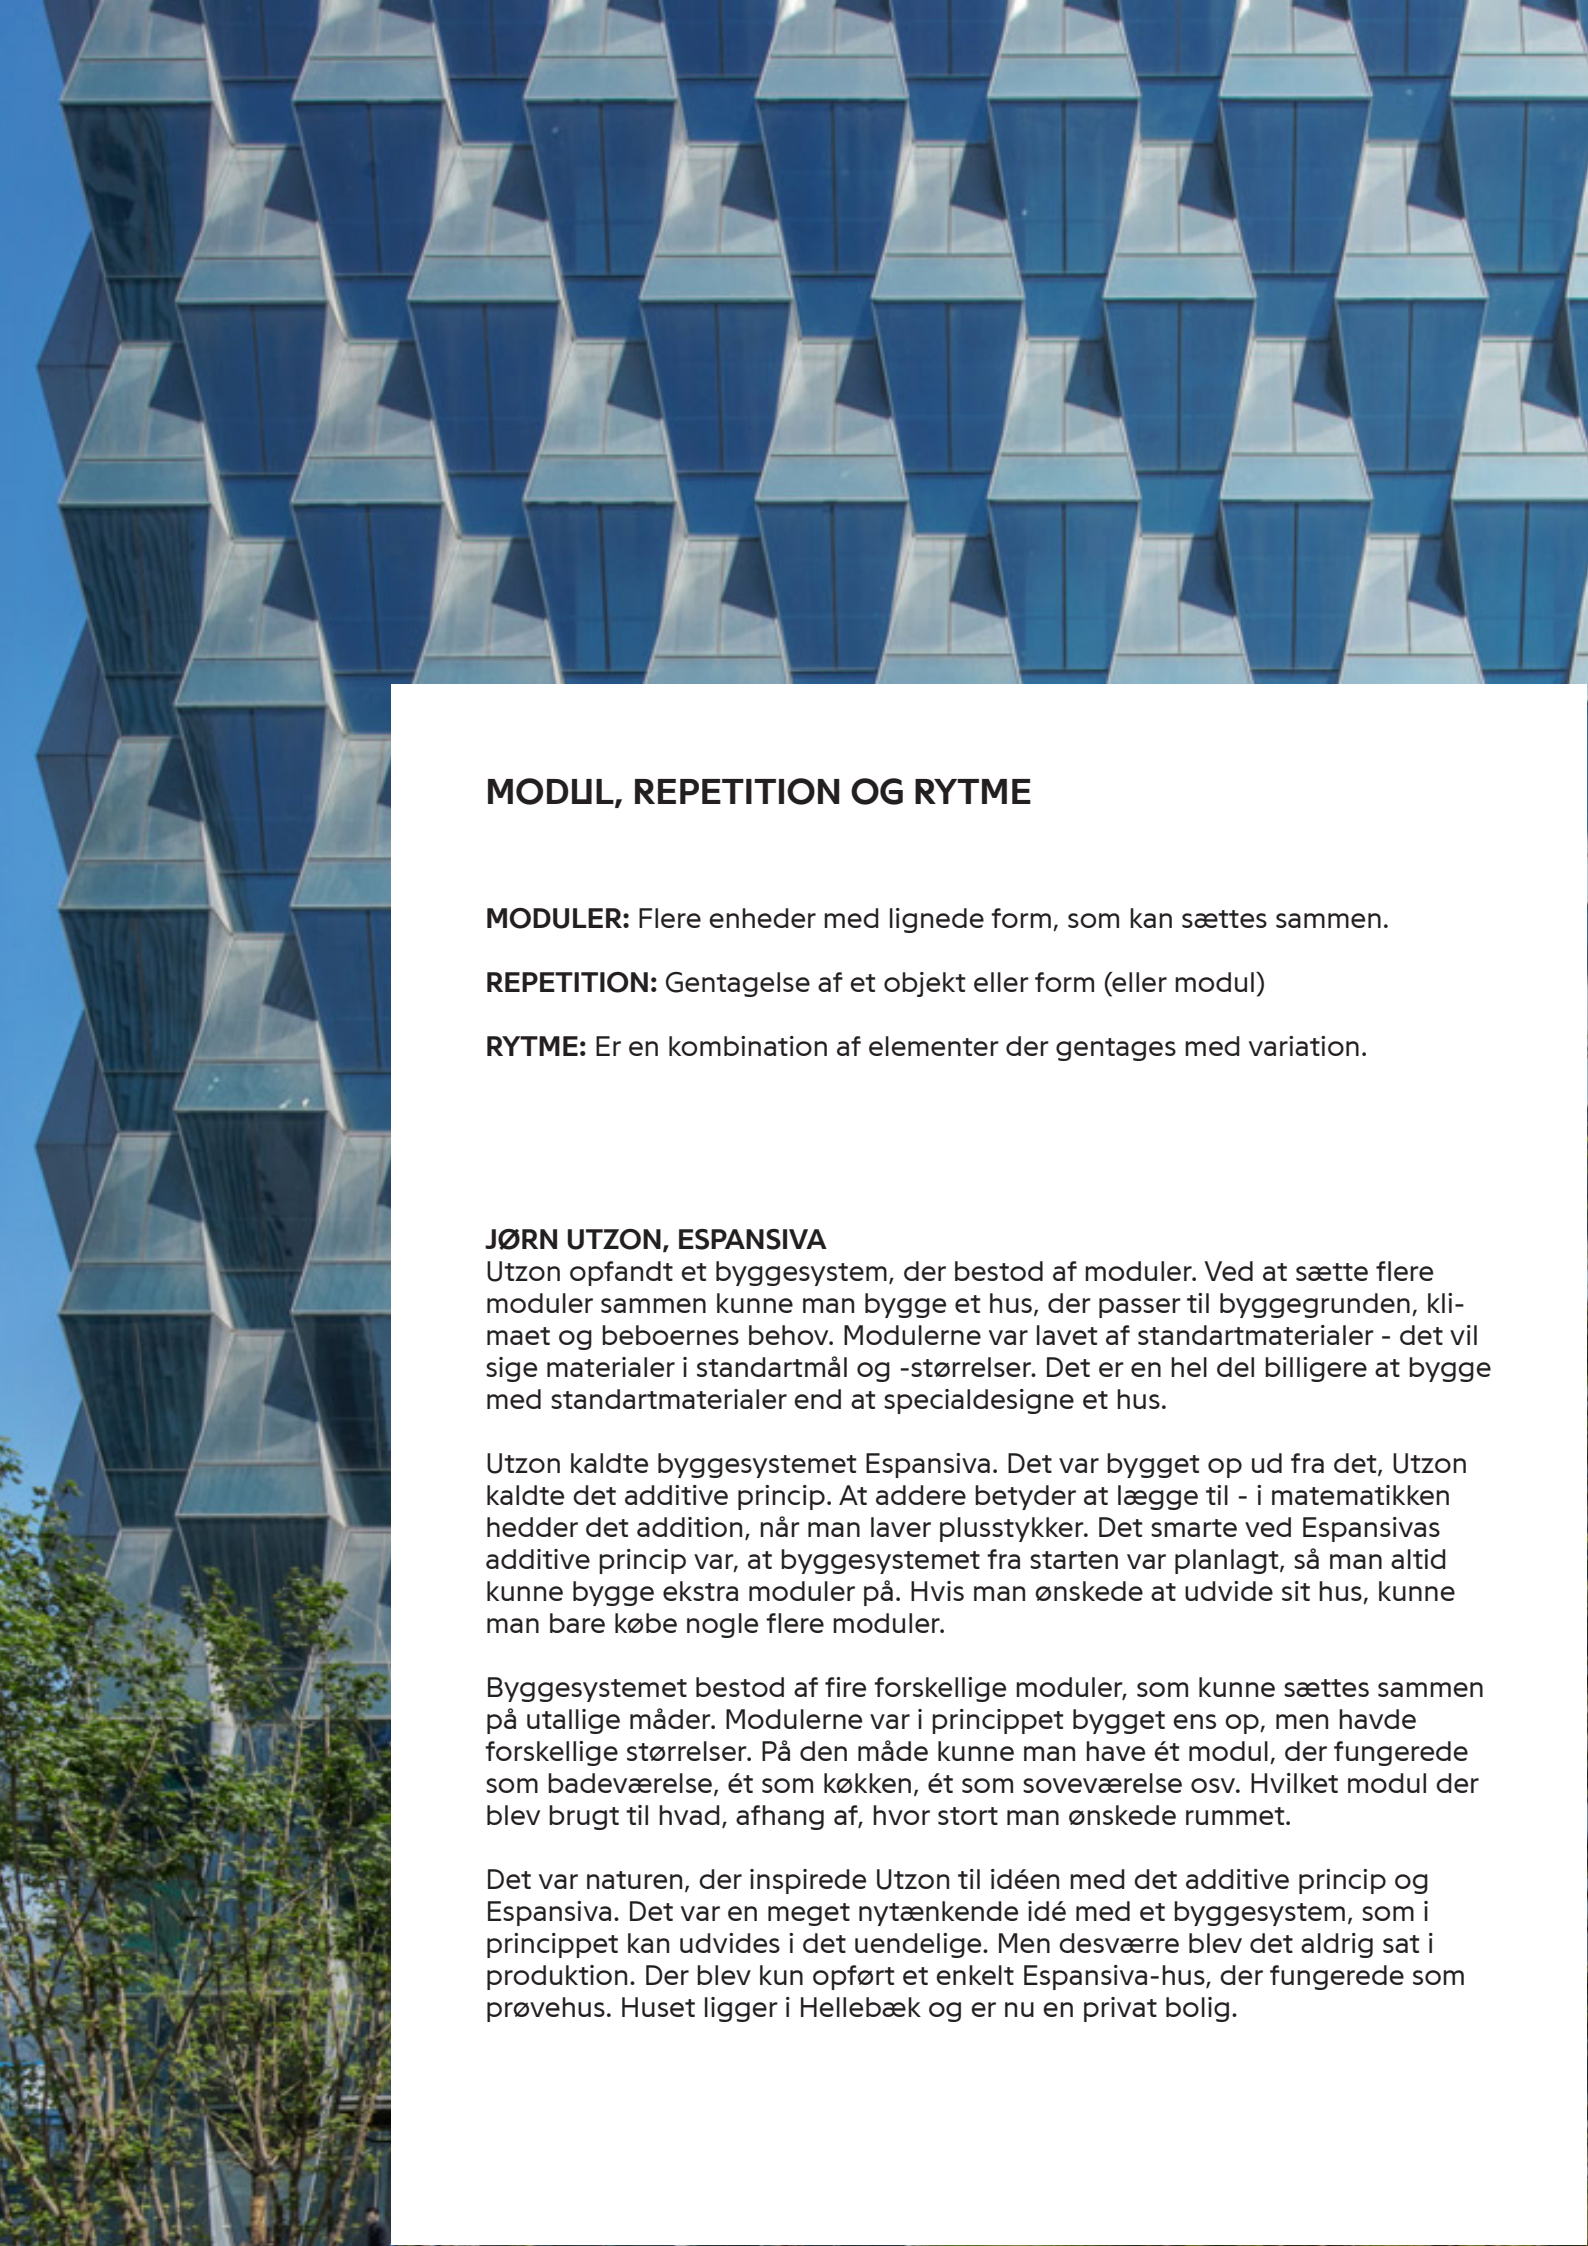 MODUL, REPETITION OG RYTME
MODULER: Flere enheder med lignede form, som kan sættes sammen.
REPETITION: Gentagelse af et objekt eller form (eller modul)
RYTME: Er en kombination af elementer der gentages med variation.
JØRN UTZON, ESPANSIVA
Utzon opfandt et byggesystem, der bestod af moduler. Ved at sætte flere
moduler sammen kunne man bygge et hus, der passer til byggegrunden, kli-
maet og beboernes behov. Modulerne var lavet af standartmaterialer - det vil
sige materialer i standartmål og -størrelser. Det er en hel del billigere at bygge
med standartmaterialer end at specialdesigne et hus.
Utzon kaldte byggesystemet Espansiva. Det var bygget op ud fra det, Utzon
kaldte det additive princip. At addere betyder at lægge til - i matematikken
hedder det addition, når man laver plusstykker. Det smarte ved Espansivas
additive princip var, at byggesystemet fra starten var planlagt, så man altid
kunne bygge ekstra moduler på. Hvis man ønskede at udvide sit hus, kunne
man bare købe nogle flere moduler.
Byggesystemet bestod af fire forskellige moduler, som kunne sættes sammen
på utallige måder. Modulerne var i princippet bygget ens op, men havde
forskellige størrelser. På den måde kunne man have ét modul, der fungerede
som badeværelse, ét som køkken, ét som soveværelse osv. Hvilket modul der
blev brugt til hvad, afhang af, hvor stort man ønskede rummet.
Det var naturen, der inspirede Utzon til idéen med det additive princip og
Espansiva. Det var en meget nytænkende idé med et byggesystem, som i
princippet kan udvides i det uendelige. Men desværre blev det aldrig sat i
produktion. Der blev kun opført et enkelt Espansiva-hus, der fungerede som
prøvehus. Huset ligger i Hellebæk og er nu en privat bolig.